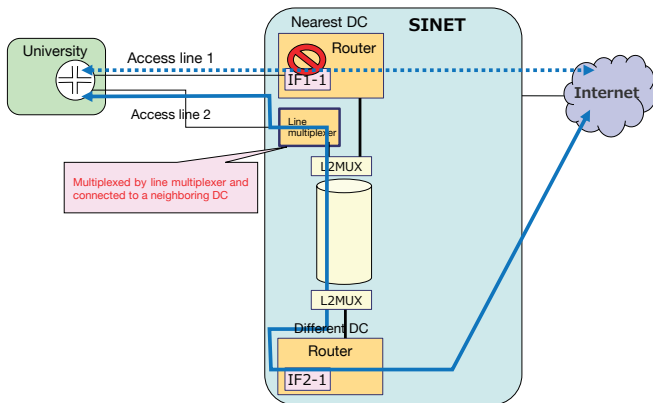 Nearest DC
SINET
University
Access line 1
Router
IF1-1
Internet
Access line 2
Line
multiplexer
L2MUX
Multiplexed by line multiplexer and
connected to a neighboring DC
L2MUX
Different DC
Router
IF2-1